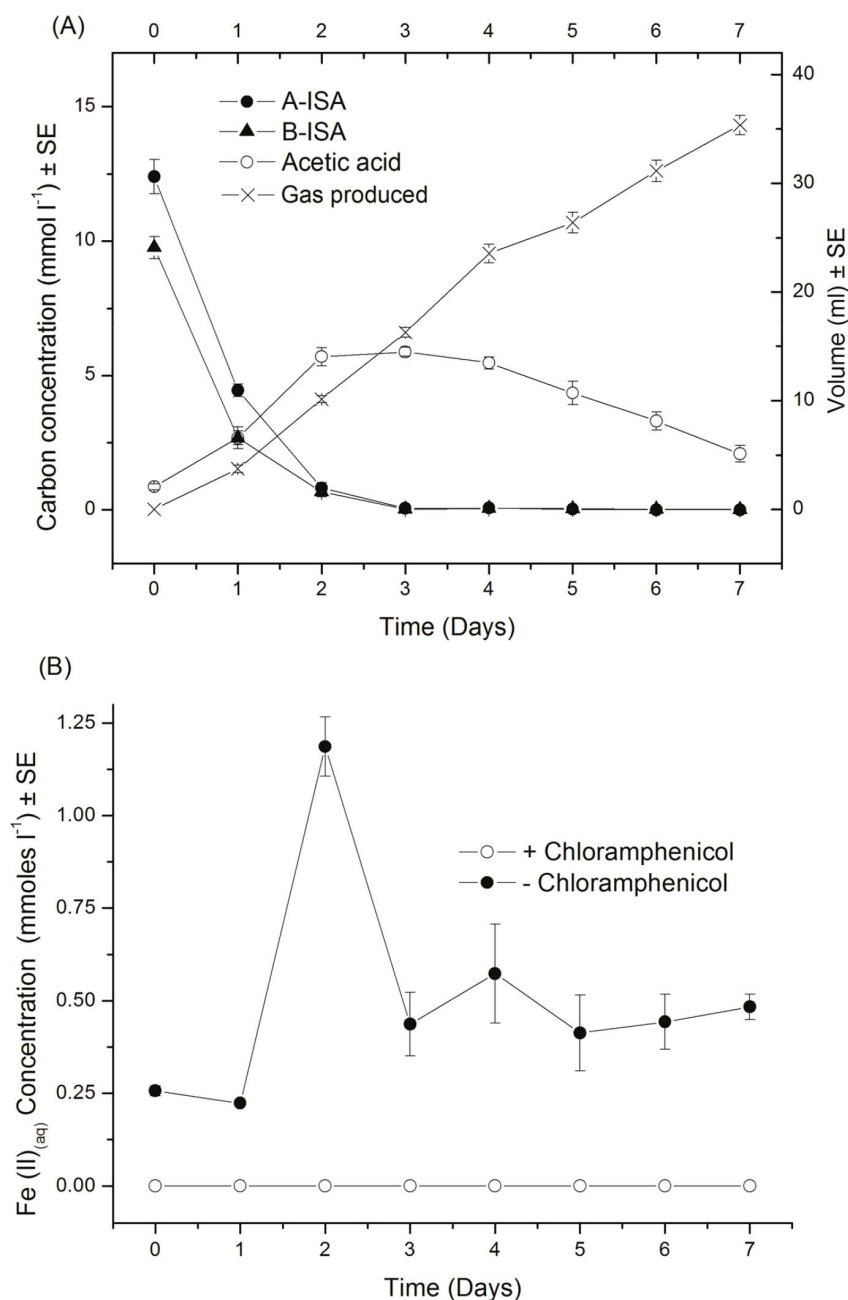 (A)
0 1 2 3 4 5 6 7
15
10
5
0
Carbon concentration (mmol l⁻¹) ± SE
A-ISA
B-ISA
Acetic acid
Gas produced
40
30
20
10
0
Volume (ml) ± SE
0 1 2 3 4 5 6 7
Time (Days)
(B)
1.25
1.00
0.75
0.50
0.25
0.00
Fe (II)(aq) Concentration (mmoles l⁻¹) ± SE
+ Chloramphenicol
- Chloramphenicol
0 1 2 3 4 5 6 7
Time (Days)